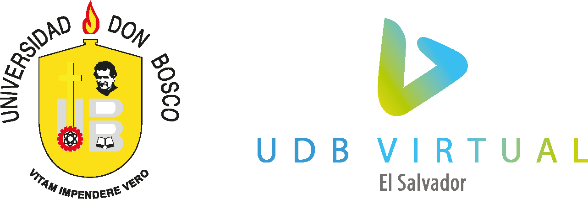 UNIVERSIDAD DON BOSCO
UDB
VITAM IMPENDERE VERO
UDB VIRTUAL
El Salvador